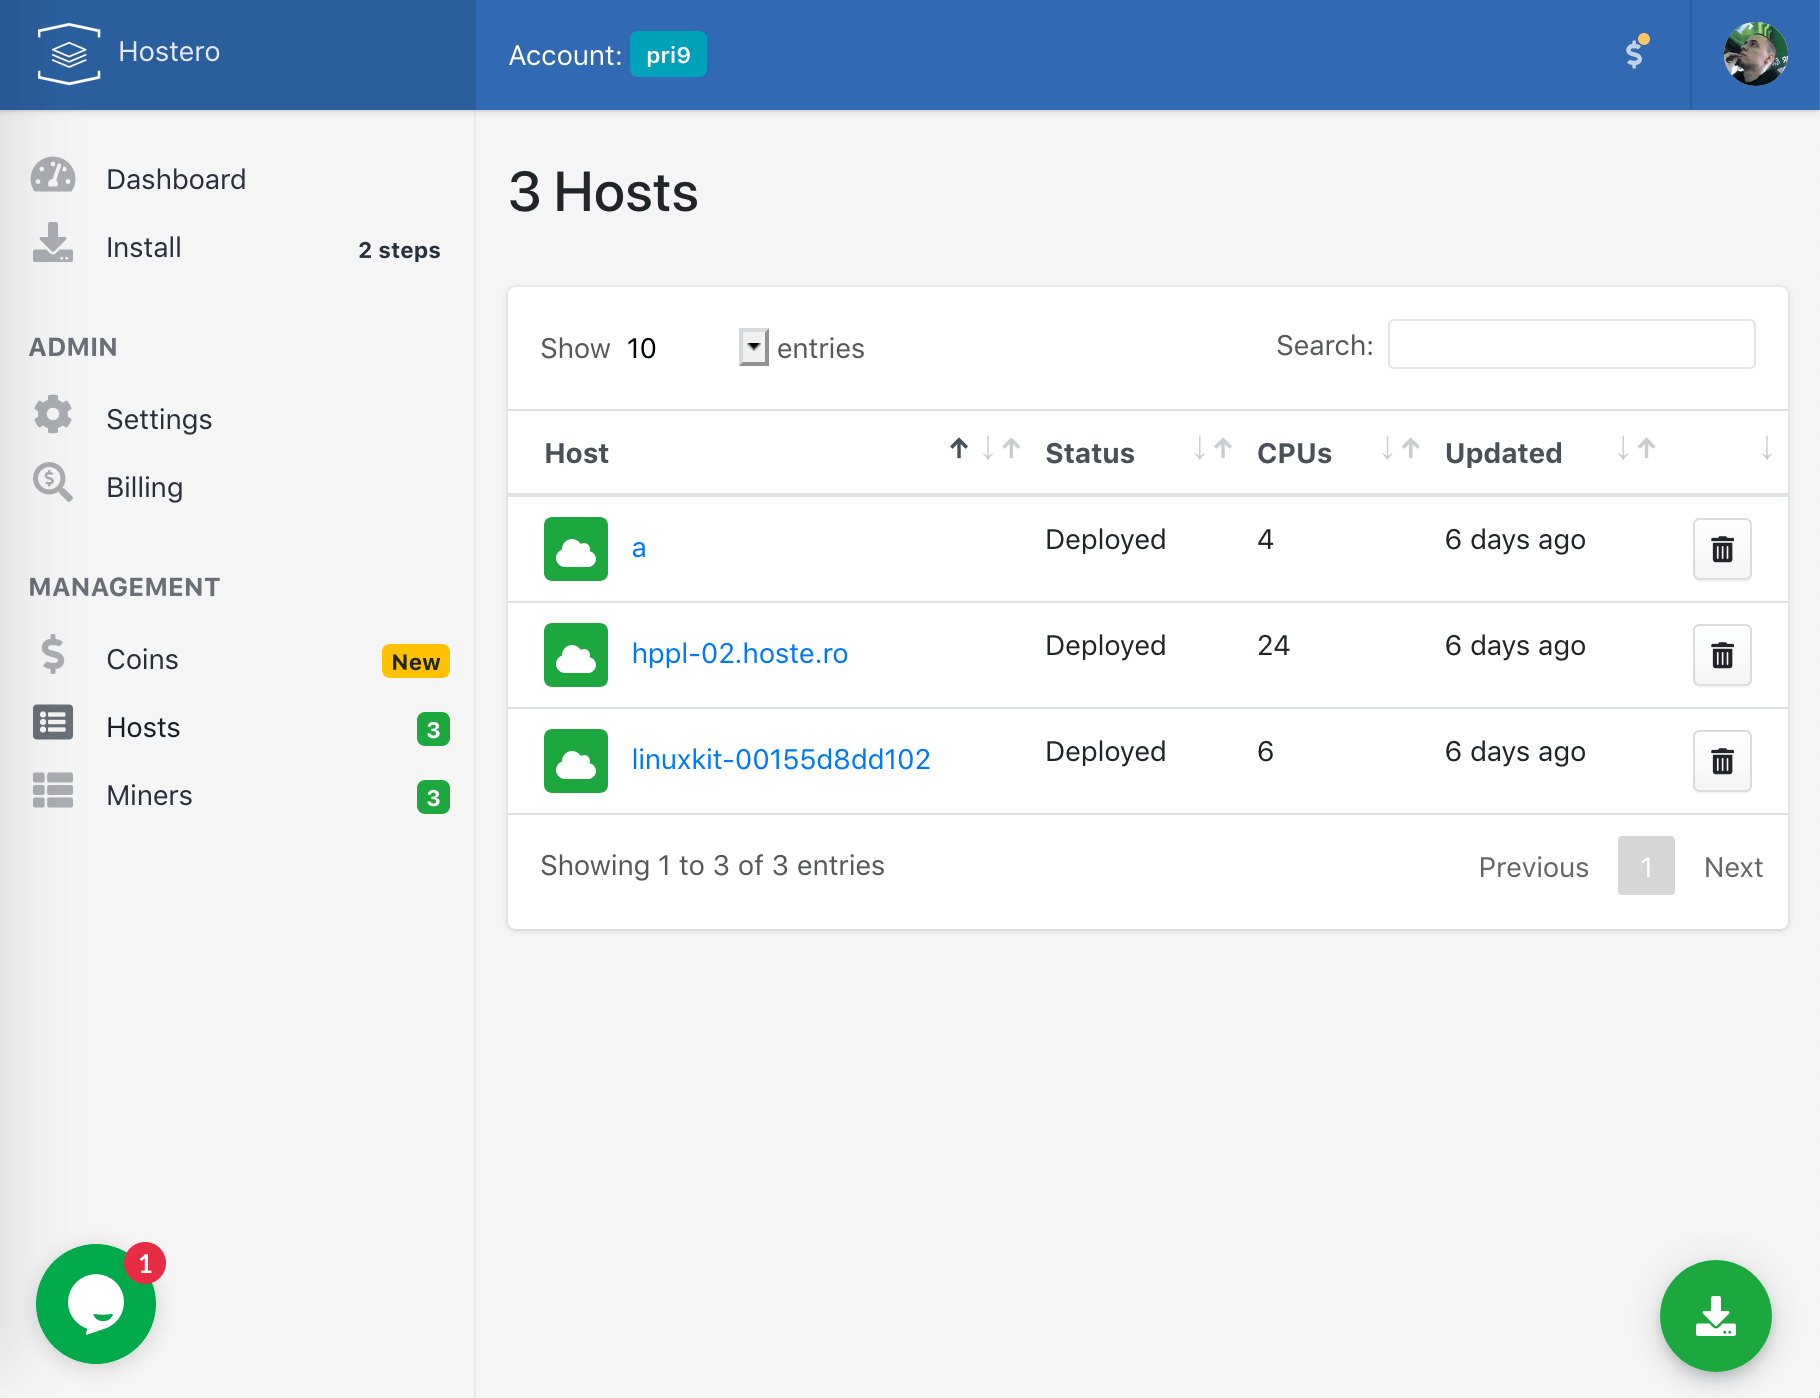 Hostero
Account: pri9
Dashboard
Install 2 steps
ADMIN
Settings
Billing
MANAGEMENT
Coins New
Hosts 3
Miners 3
1
3 Hosts
Show 10 entries
Search:
Host Status CPUs Updated
a Deployed 4 6 days ago
hppl-02.hoste.ro Deployed 24 6 days ago
linuxkit-00155d8dd102 Deployed 6 6 days ago
Showing 1 to 3 of 3 entries
Previous 1 Next